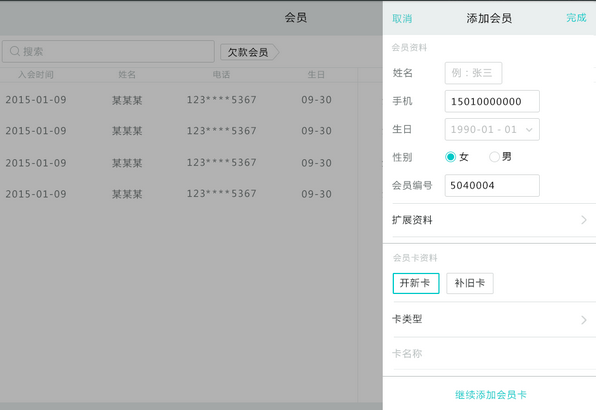 会员
搜索
欠款会员
入会时间 姓名 电话 生日
2015-01-09 某某某 123****5367 09-30
2015-01-09 某某某 123****5367 09-30
2015-01-09 某某某 123****5367 09-30
2015-01-09 某某某 123****5367 09-30
取消 添加会员 完成
会员资料
姓名 例：张三
手机 15010000000
生日 1990-01-01
性别 女 男
会员编号 5040004
扩展资料
会员卡资料
开新卡 补旧卡
卡类型
卡名称
继续添加会员卡